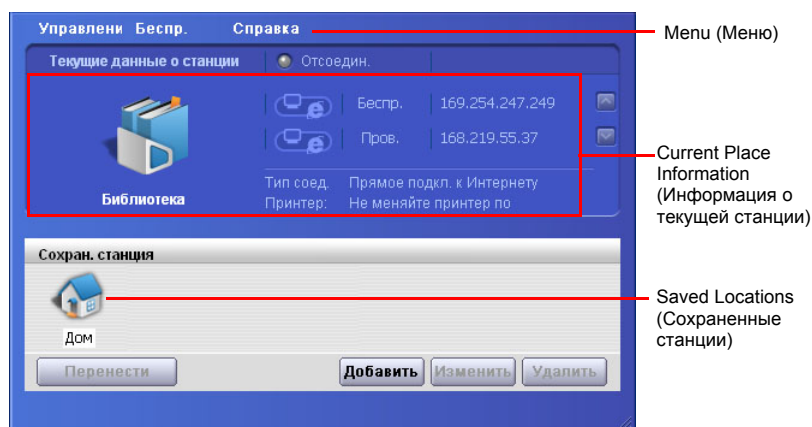 Управлени Беспр. Справка
Menu (Меню)
Текущие данные о станции Отсоедин.
Беспр. 169.254.247.249
Пров. 168.219.55.37
Библиотека
Тип соед. Прямое подкл. к Интернету
Принтер: Не меняйте принтер по
Current Place
Information
(Информация о
текущей станции)
Сохран. станция
Дом
Saved Locations
(Сохраненные
станции)
Перенести Добавить Изменить Удалить